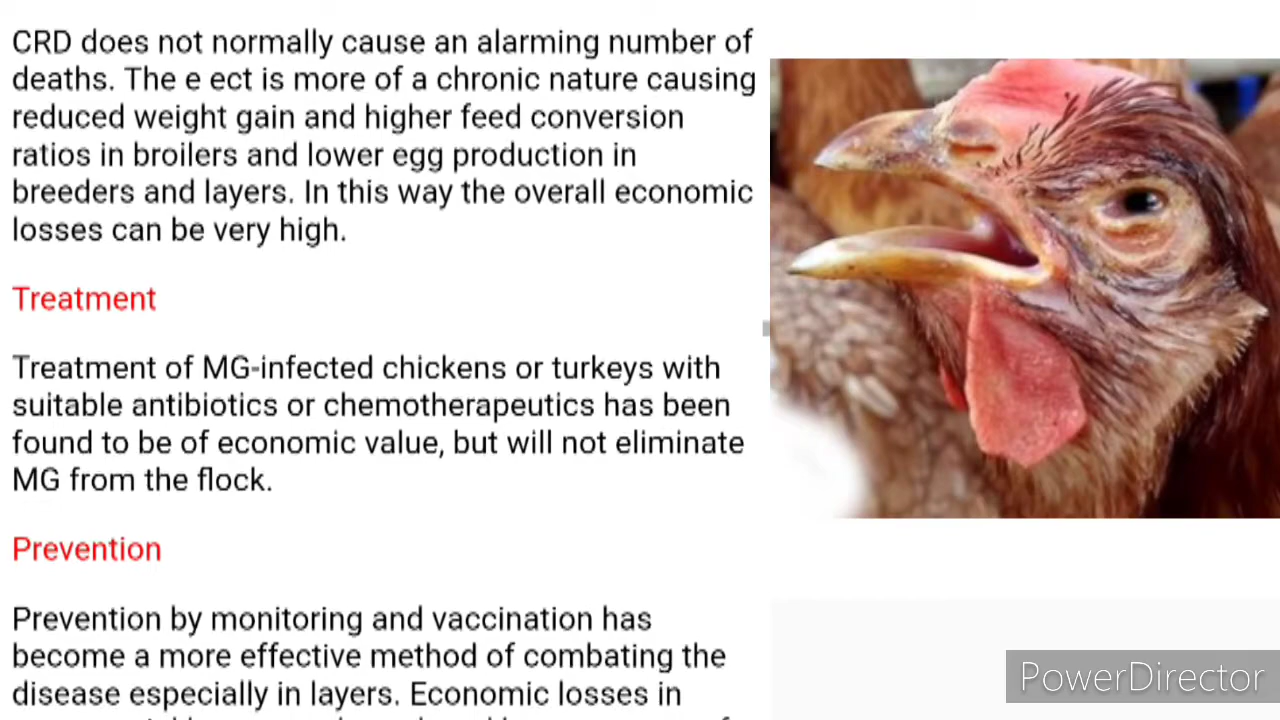 CRD does not normally cause an alarming number of
deaths. The e ect is more of a chronic nature causing
reduced weight gain and higher feed conversion
ratios in broilers and lower egg production in
breeders and layers. In this way the overall economic
losses can be very high.
Treatment
Treatment of MG-infected chickens or turkeys with
suitable antibiotics or chemotherapeutics has been
found to be of economic value, but will not eliminate
MG from the flock.
Prevention
Prevention by monitoring and vaccination has
become a more effective method of combating the
disease especially in layers. Economic losses in
PowerDirector